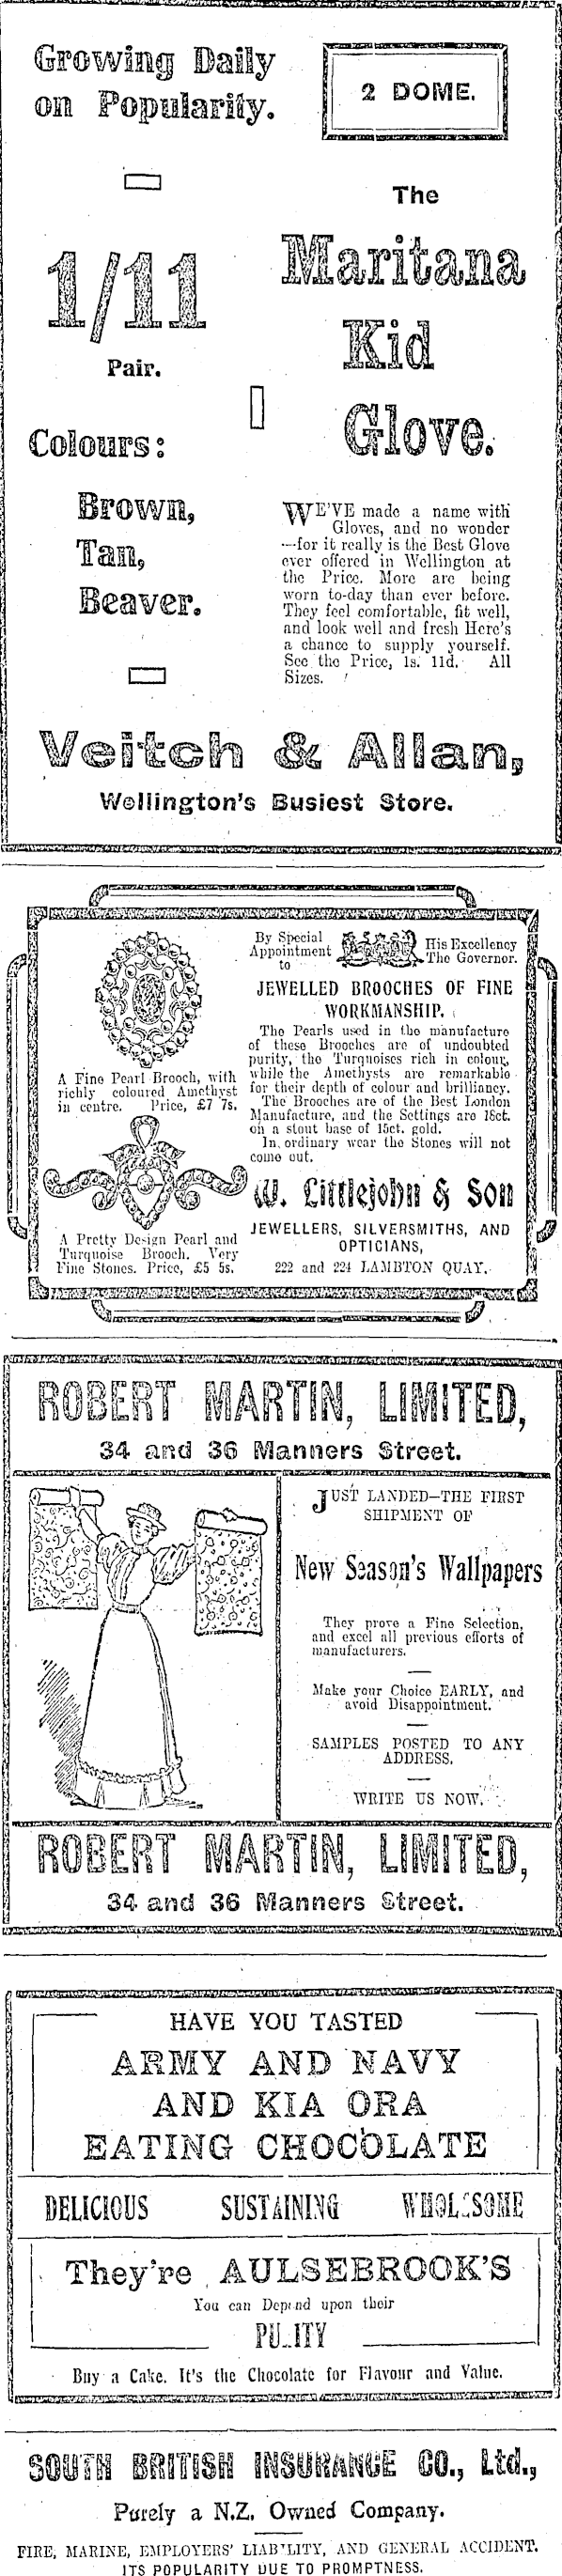 Growing Daily
on Popularity.
2 DOME.
1/11
Pair.
Colours:
Brown,
Tan,
Beaver.
The
Maritana
Kid
Glove.
WE'VE made a name with
Gloves, and no wonder
—for it really is the Best Glove
ever offered in Wellington at
the Price. More are being
worn to-day than ever before.
They feel comfortable, fit well,
and look well and fresh Here's
a chance to supply yourself.
See the Price, 1s. 11d. All
Sizes.
Veitch & Allan,
Wellington's Busiest Store.
By Special
Appointment
to
His Excellency
The Governor.
JEWELLED BROOCHES OF FINE
WORKMANSHIP.
The Pearls used in the manufacture
of these Brooches are of undoubted
purity, the Turquoises rich in colour,
while the Amethysts are remarkable
for their depth of colour and brilliancy.
The Brooches are of the Best London
Manufacture, and the Settings are 18ct.
on a stout base of 15ct. gold.
In ordinary wear the Stones will not
come out.
A Fine Pearl Brooch, with
richly coloured Amethyst
in centre. Price, £7 7s.
A Pretty Design Pearl and
Turquoise Brooch. Very
Fine Stones. Price, £5 5s.
W. Littlejohn & Son
JEWELLERS, SILVERSMITHS, AND
OPTICIANS,
222 and 224 LAMBTON QUAY.
ROBERT MARTIN, LIMITED,
34 and 36 Manners Street.
JUST LANDED—THE FIRST
SHIPMENT OF
New Season's Wallpapers
They prove a Fine Selection,
and excel all previous efforts of
manufacturers.
Make your Choice EARLY, and
avoid Disappointment.
SAMPLES POSTED TO ANY
ADDRESS.
WRITE US NOW.
ROBERT MARTIN, LIMITED,
34 and 36 Manners Street.
HAVE YOU TASTED
ARMY AND NAVY
AND KIA ORA
EATING CHOCOLATE
DELICIOUS SUSTAINING WHOLESOME
They're AULSEBROOK'S
You can Depend upon their
PURITY
Buy a Cake. It's the Chocolate for Flavour and Value.
SOUTH BRITISH INSURANCE CO., Ltd.,
Purely a N.Z. Owned Company.
FIRE, MARINE, EMPLOYERS' LIABILITY, AND GENERAL ACCIDENT.
ITS POPULARITY DUE TO PROMPTNESS.